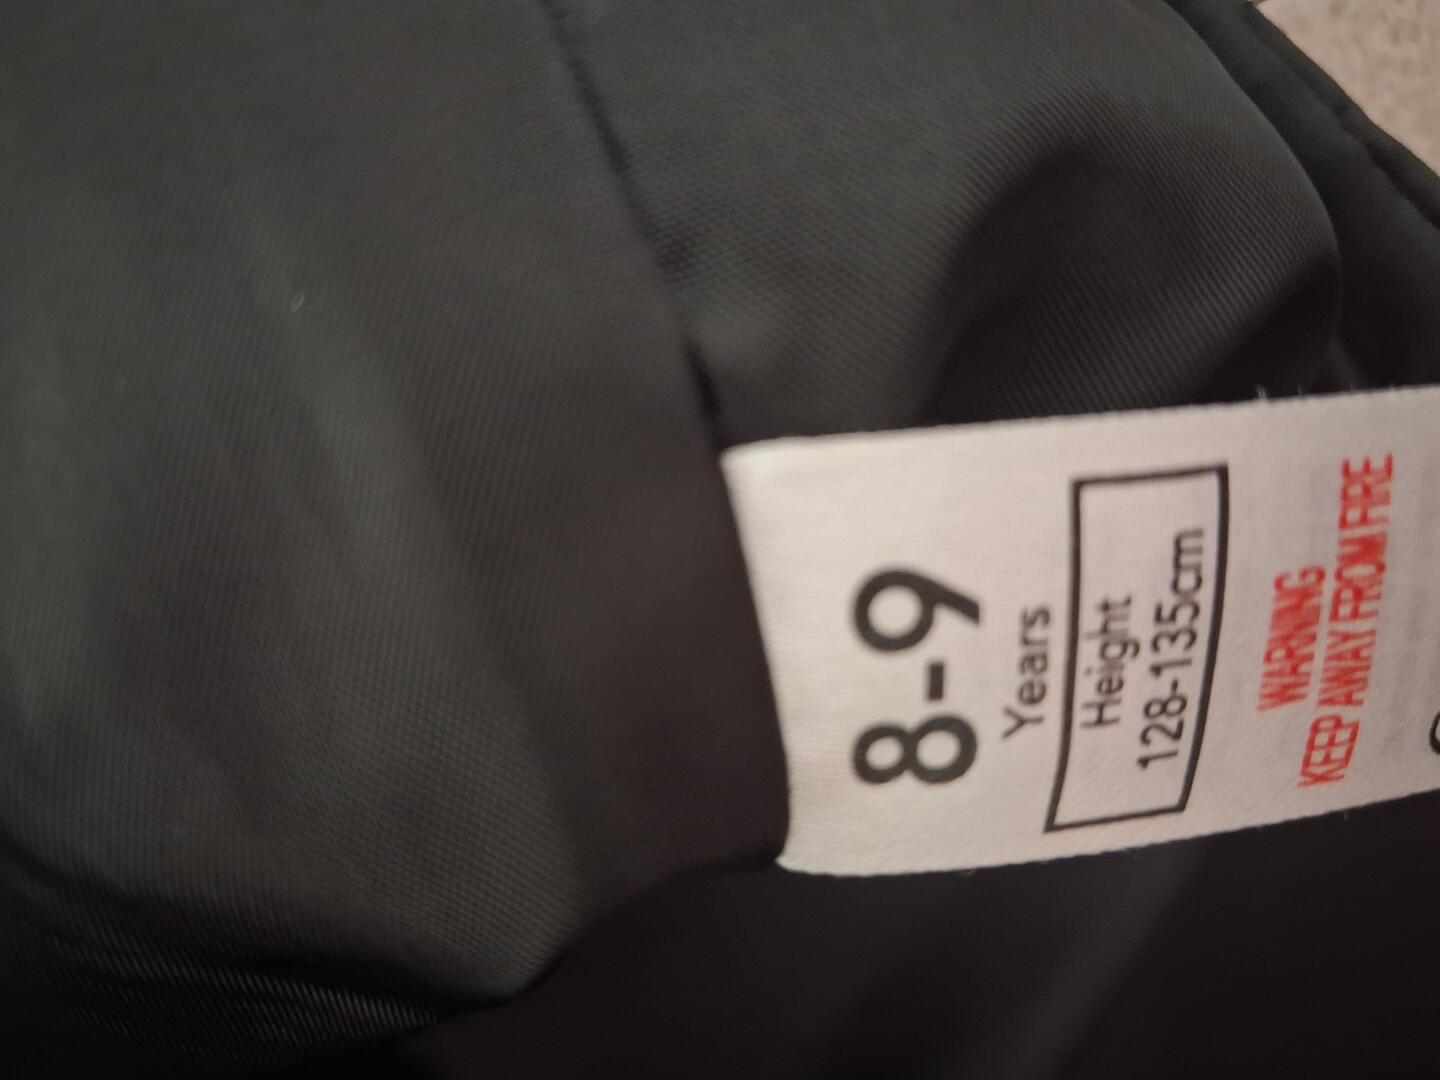 8-9
Years
Height
128-135cm
WARNING
KEEP AWAY FROM FIRE